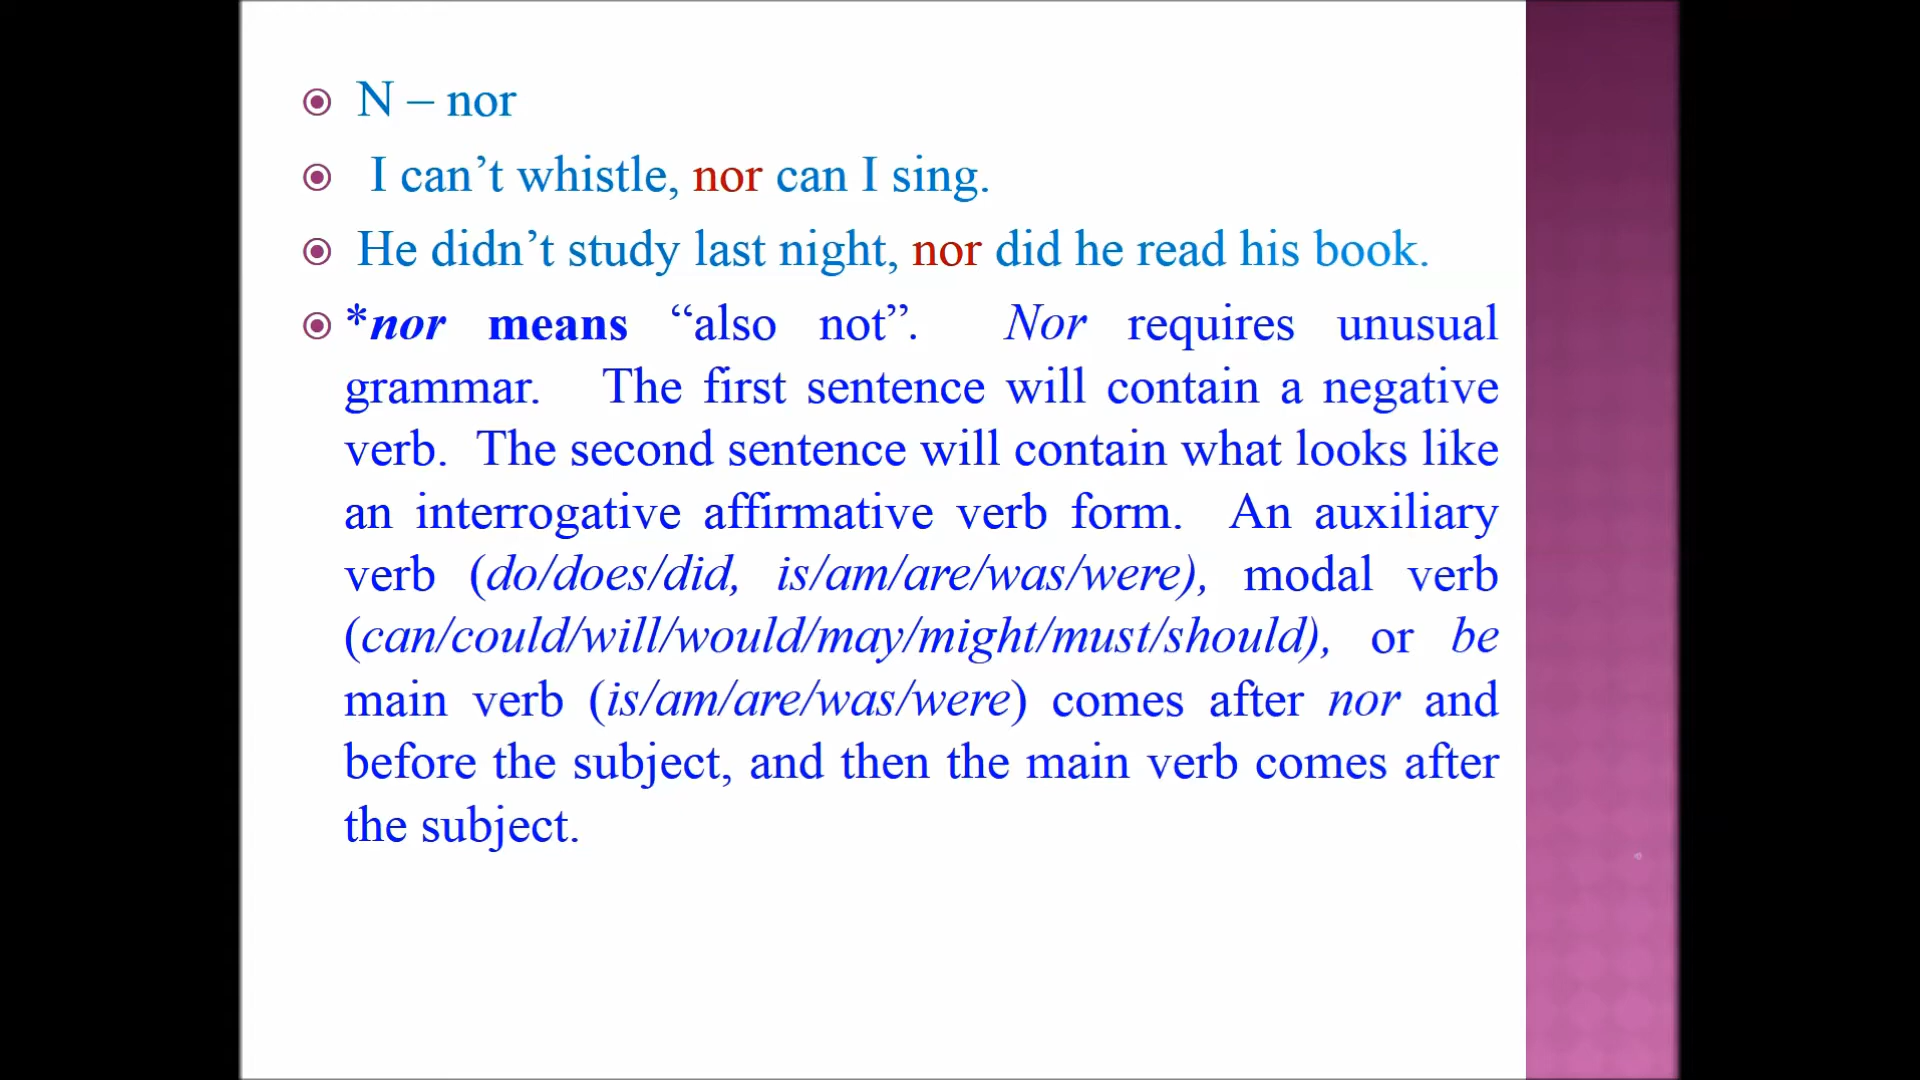 N – nor
I can’t whistle, nor can I sing.
He didn’t study last night, nor did he read his book.
*nor means “also not”. Nor requires unusual
grammar. The first sentence will contain a negative
verb. The second sentence will contain what looks like
an interrogative affirmative verb form. An auxiliary
verb (do/does/did, is/am/are/was/were), modal verb
(can/could/will/would/may/might/must/should), or be
main verb (is/am/are/was/were) comes after nor and
before the subject, and then the main verb comes after
the subject.